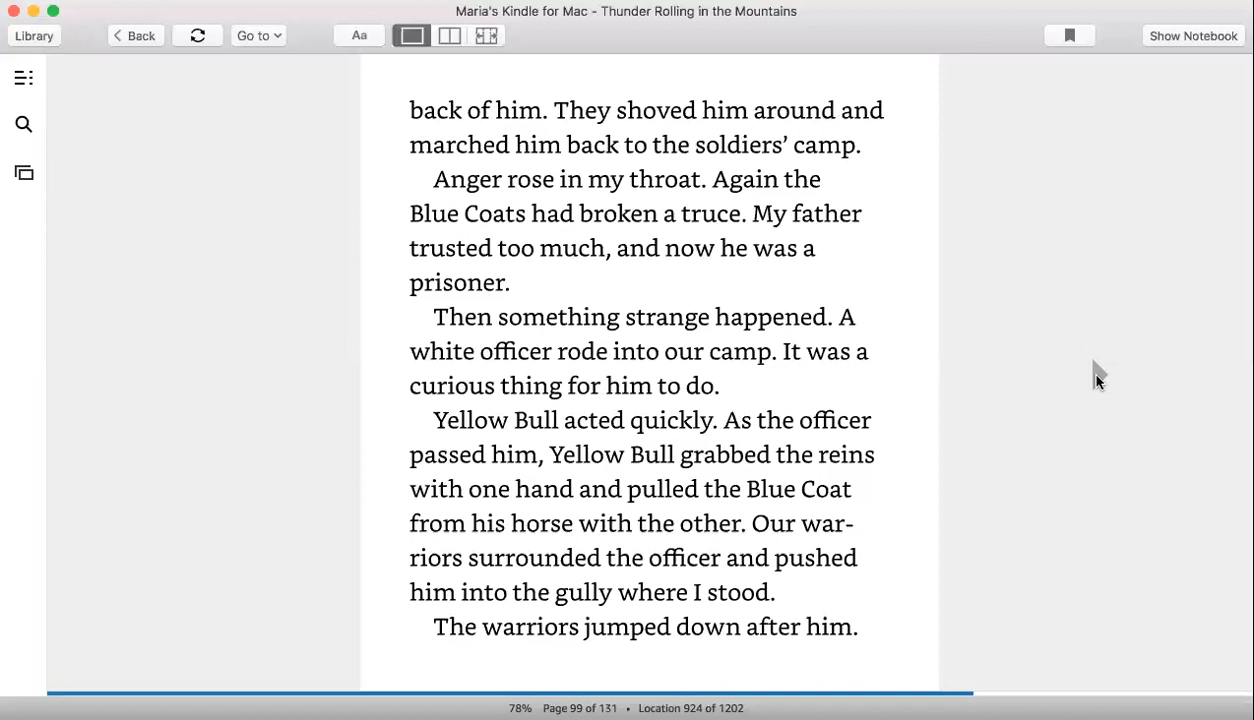 Maria's Kindle for Mac - Thunder Rolling in the Mountains
Library Back Go to Aa Show Notebook
back of him. They shoved him around and
marched him back to the soldiers’ camp.
Anger rose in my throat. Again the
Blue Coats had broken a truce. My father
trusted too much, and now he was a
prisoner.
Then something strange happened. A
white officer rode into our camp. It was a
curious thing for him to do.
Yellow Bull acted quickly. As the officer
passed him, Yellow Bull grabbed the reins
with one hand and pulled the Blue Coat
from his horse with the other. Our war-
riors surrounded the officer and pushed
him into the gully where I stood.
The warriors jumped down after him.
78% Page 99 of 131 • Location 924 of 1202